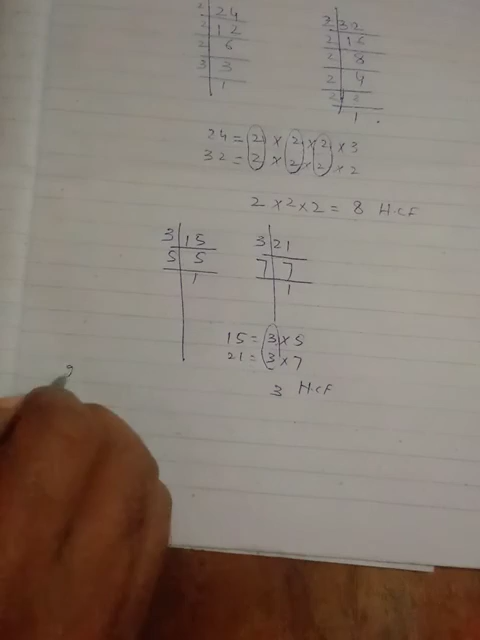 2 24
2 12
2 6
3 3
1
2 32
2 16
2 8
2 4
2 2
1.
24 = 2 × 2 × 2 × 3
32 = 2 × 2 × 2 × 2
2 × 2 × 2 = 8 H.C.F
3 15
5 5
1
3 21
7 7
1
15 = 3 × 5
21 = 3 × 7
3 H.C.F